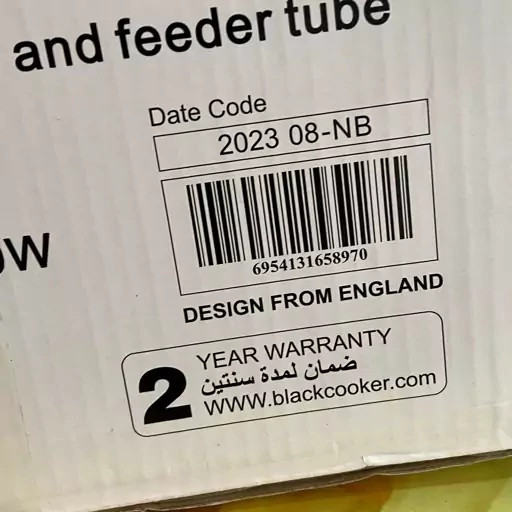 and feeder tube
Date Code
2023 08-NB
W
6954131658970
DESIGN FROM ENGLAND
2 YEAR WARRANTY
ضمان لمدة سنتين
WWW.blackcooker.com